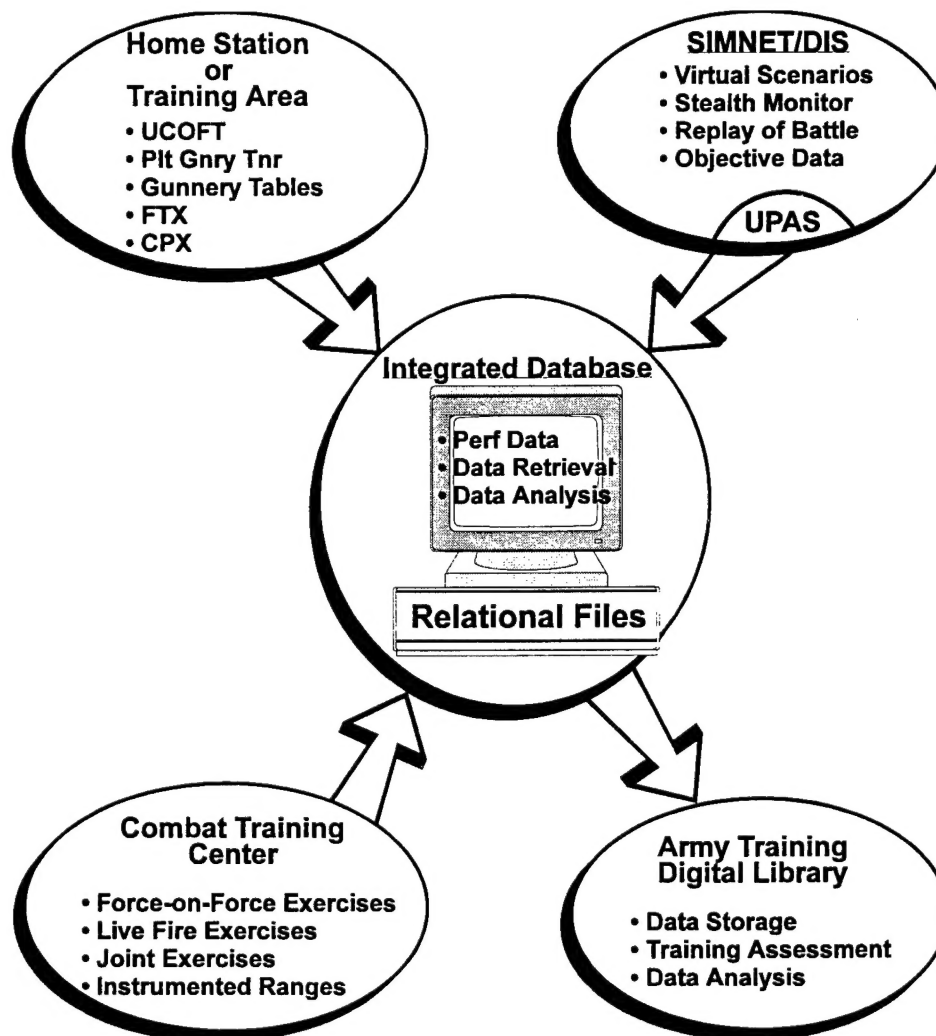 Home Station
or
Training Area
• UCOFT
• Plt Gnry Tnr
• Gunnery Tables
• FTX
• CPX
SIMNET/DIS
• Virtual Scenarios
• Stealth Monitor
• Replay of Battle
• Objective Data
UPAS
Integrated Database
• Perf Data
• Data Retrieval
• Data Analysis
Relational Files
Combat Training
Center
• Force-on-Force Exercises
• Live Fire Exercises
• Joint Exercises
• Instrumented Ranges
Army Training
Digital Library
• Data Storage
• Training Assessment
• Data Analysis